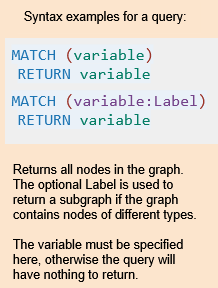 Syntax examples for a query:
MATCH (variable)
RETURN variable
MATCH (variable:Label)
RETURN variable
Returns all nodes in the graph.
The optional Label is used to
return a subgraph if the graph
contains nodes of different types.
The variable must be specified
here, otherwise the query will
have nothing to return.